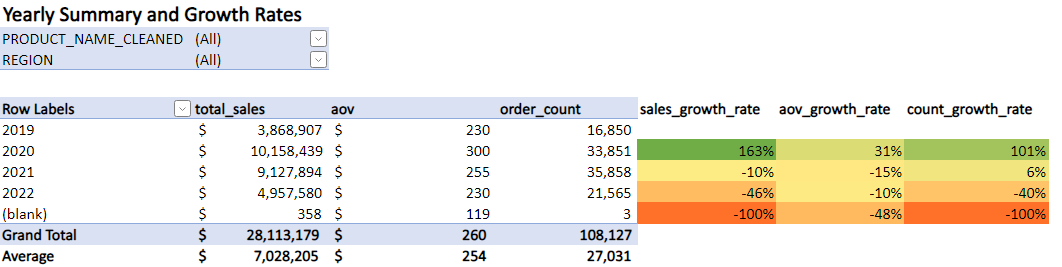 Yearly Summary and Growth Rates
PRODUCT_NAME_CLEANED (All)
REGION (All)
Row Labels total_sales aov order_count sales_growth_rate aov_growth_rate count_growth_rate
2019 $ 3,868,907 $ 230 16,850
2020 $ 10,158,439 $ 300 33,851 163% 31% 101%
2021 $ 9,127,894 $ 255 35,858 -10% -15% 6%
2022 $ 4,957,580 $ 230 21,565 -46% -10% -40%
(blank) $ 358 $ 119 3 -100% -48% -100%
Grand Total $ 28,113,179 $ 260 108,127
Average $ 7,028,205 $ 254 27,031